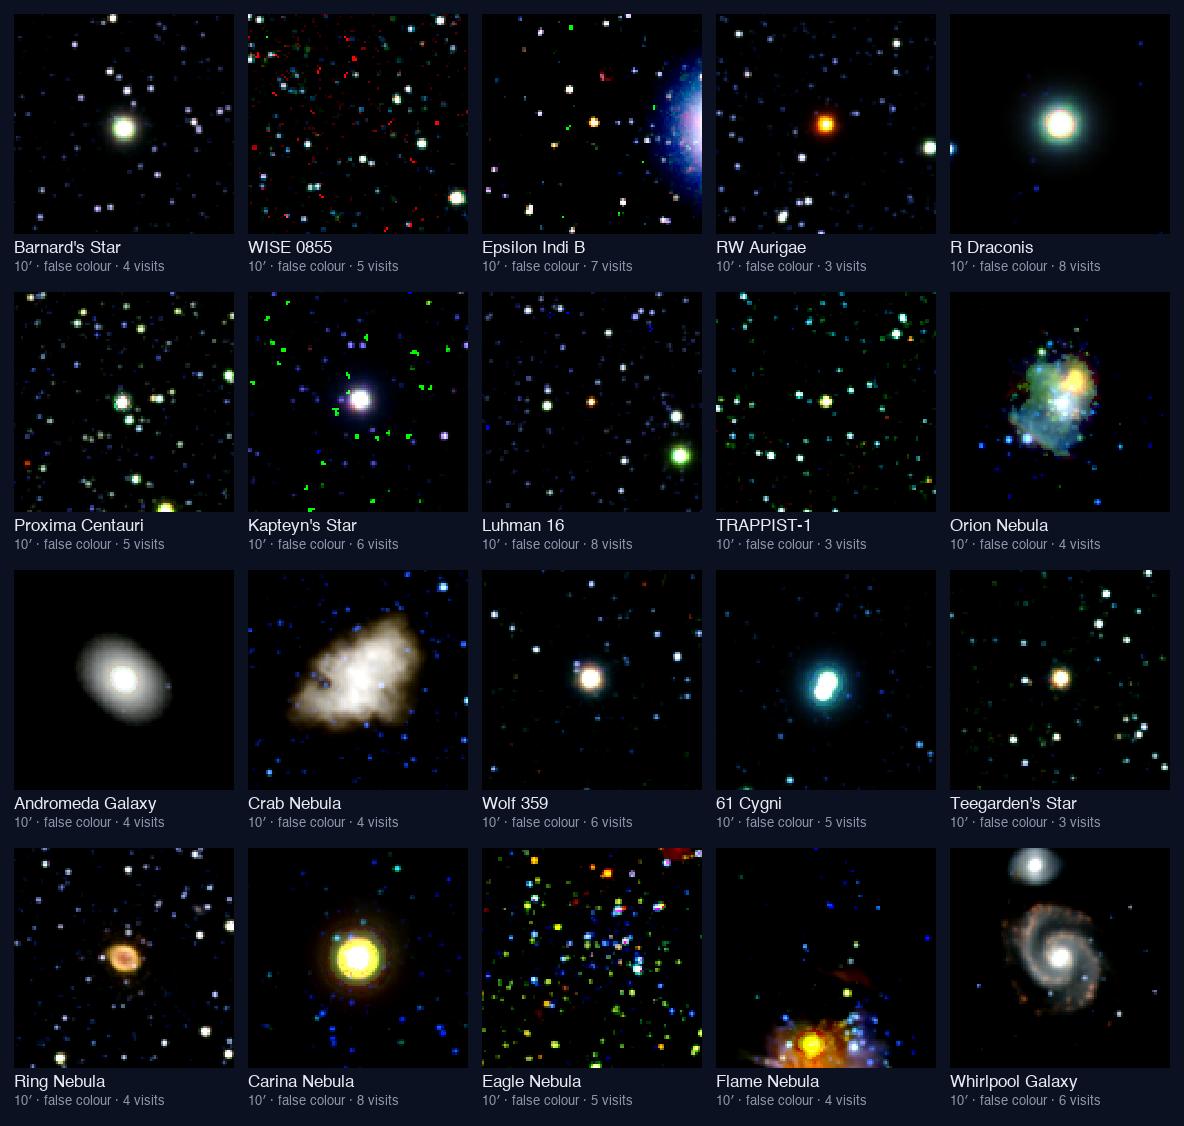 Barnard's Star
10′ · false colour · 4 visits
WISE 0855
10′ · false colour · 5 visits
Epsilon Indi B
10′ · false colour · 7 visits
RW Aurigae
10′ · false colour · 3 visits
R Draconis
10′ · false colour · 8 visits
Proxima Centauri
10′ · false colour · 5 visits
Kapteyn's Star
10′ · false colour · 6 visits
Luhman 16
10′ · false colour · 8 visits
TRAPPIST-1
10′ · false colour · 3 visits
Orion Nebula
10′ · false colour · 4 visits
Andromeda Galaxy
10′ · false colour · 4 visits
Crab Nebula
10′ · false colour · 4 visits
Wolf 359
10′ · false colour · 6 visits
61 Cygni
10′ · false colour · 5 visits
Teegarden's Star
10′ · false colour · 3 visits
Ring Nebula
10′ · false colour · 4 visits
Carina Nebula
10′ · false colour · 8 visits
Eagle Nebula
10′ · false colour · 5 visits
Flame Nebula
10′ · false colour · 4 visits
Whirlpool Galaxy
10′ · false colour · 6 visits